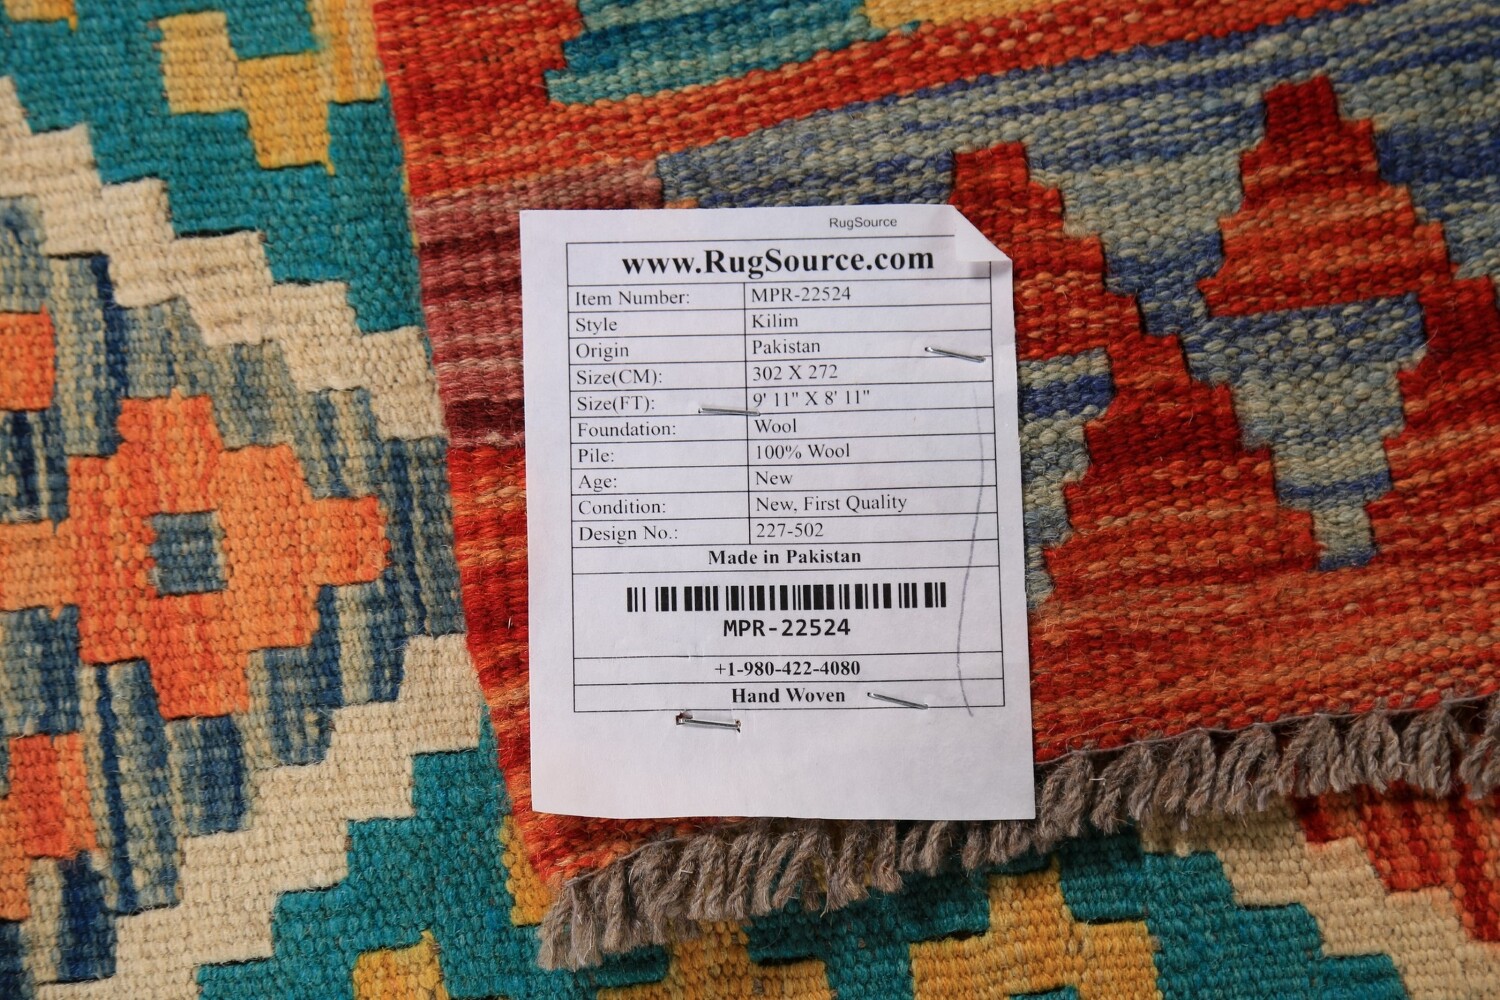 RugSource
www.RugSource.com
Item Number: MPR-22524
Style Kilim
Origin Pakistan
Size(CM): 302 X 272
Size(FT): 9' 11" X 8' 11"
Foundation: Wool
Pile: 100% Wool
Age: New
Condition: New, First Quality
Design No.: 227-502
Made in Pakistan
MPR-22524
+1-980-422-4080
Hand Woven